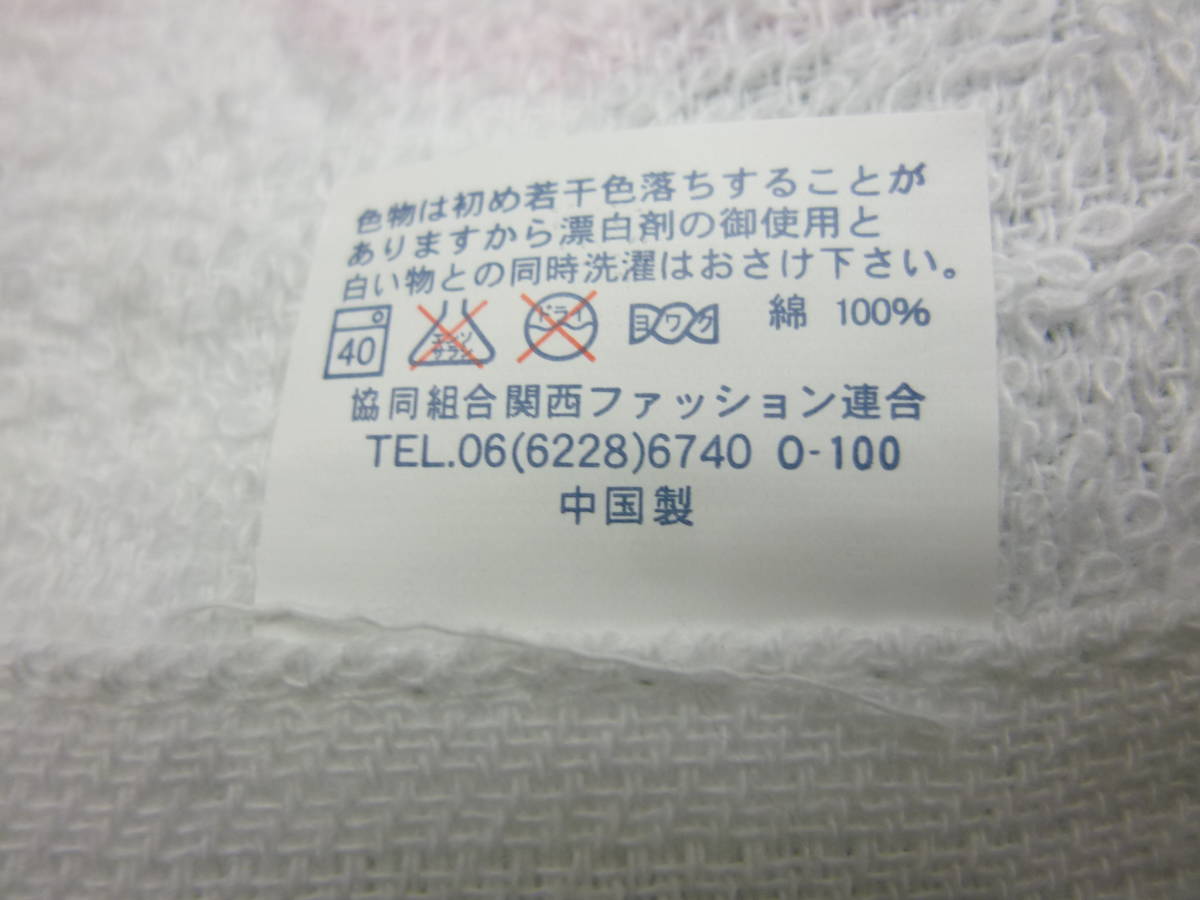 色物は初め若干色落ちすることが
ありますから漂白剤の御使用と
白い物との同時洗濯はおさけ下さい。
40 エンソサラシ ドライ ヨワク 綿 100%
協同組合関西ファッション連合
TEL.06(6228)6740 O-100
中国製